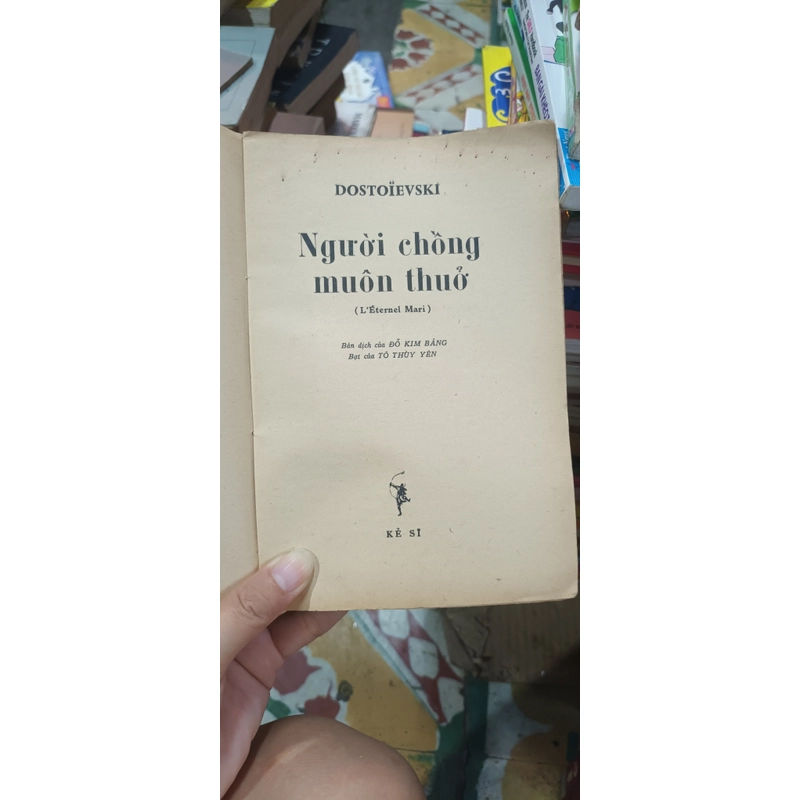 DOSTOÏEVSKI
Người chồng
muôn thuở
(L'Éternel Mari)
Bản dịch của ĐỖ KIM BẢNG
Bạt của TÔ THÙY YÊN
KẺ SĨ